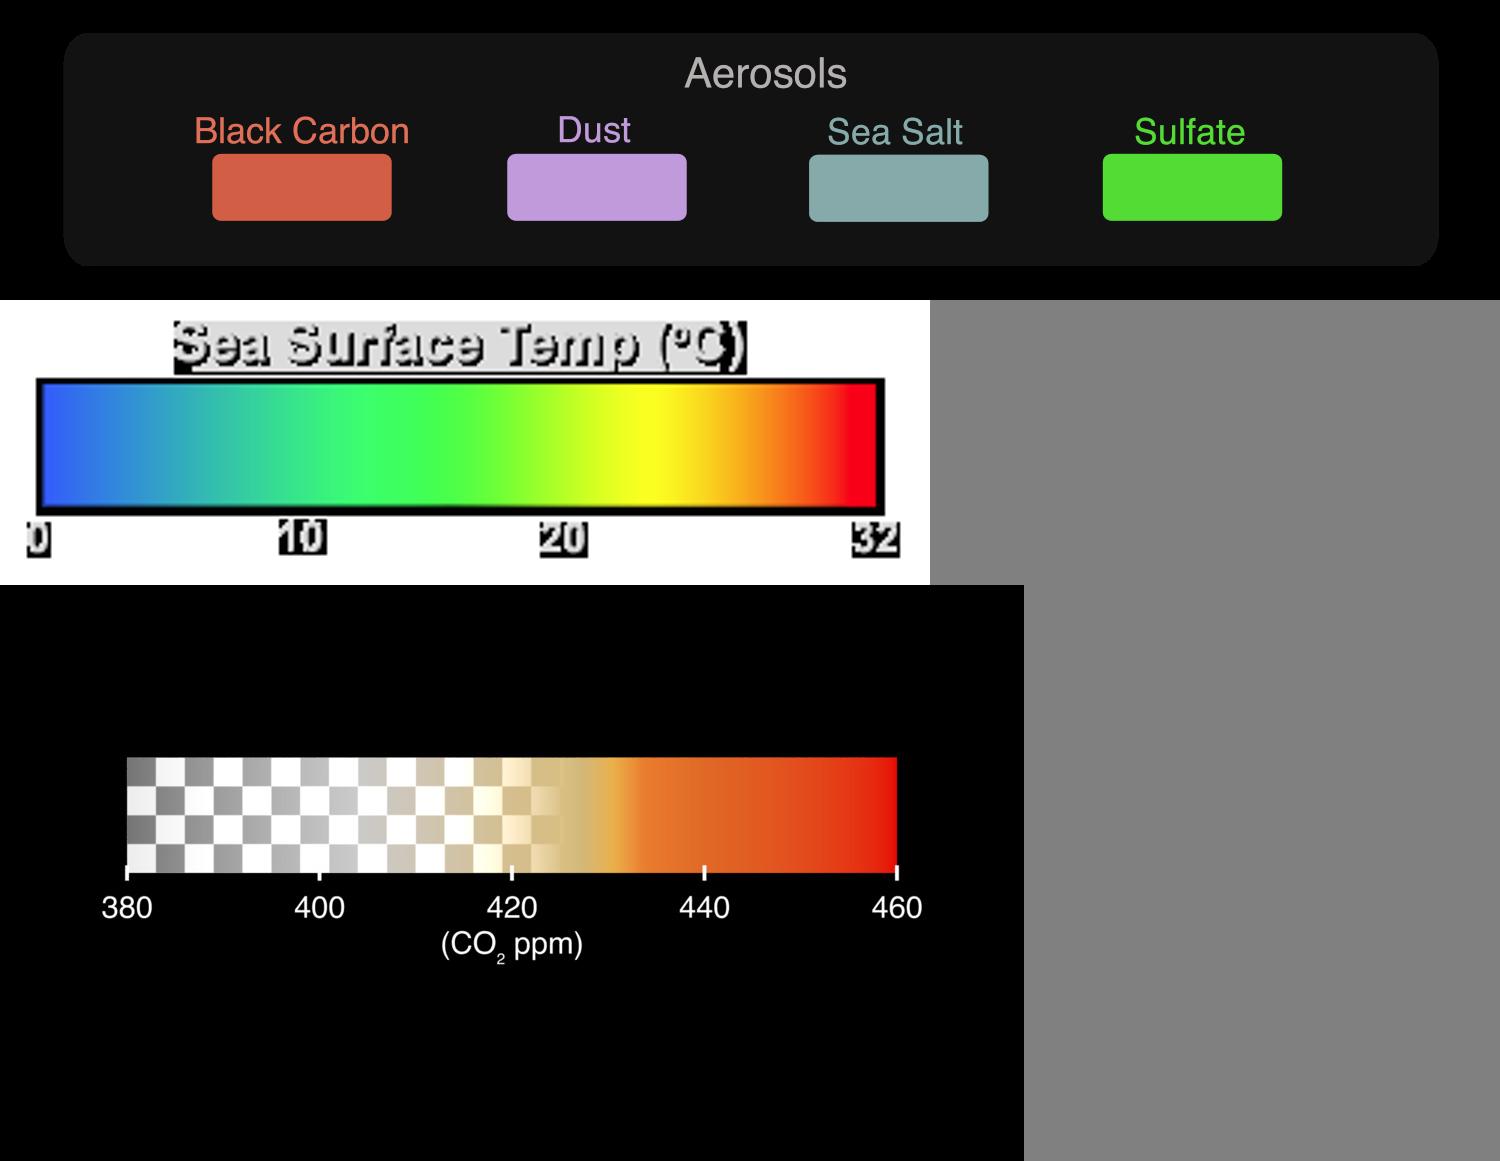 Aerosols
Black Carbon Dust Sea Salt Sulfate
Sea Surface Temp (ºC)
0 10 20 32
380 400 420 440 460
(CO₂ ppm)